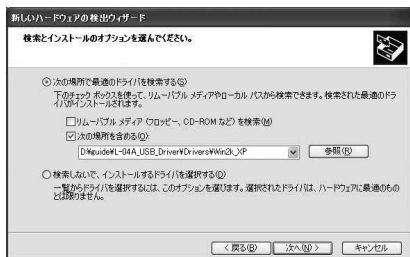 新しいハードウェアの検出ウィザード
検索とインストールのオプションを選んでください。
次の場所で最適のドライバを検索する(S)
下のチェック ボックスを使って、リムーバブル メディアやローカル パスから検索できます。検索された最適のドラ
イバがインストールされます。
リムーバブル メディア (フロッピー、CD-ROM など) を検索(M)
次の場所を含める(O):
D:¥guide¥L-04A_USB_Driver¥Drivers¥Win2k_XP
参照(R)
検索しないで、インストールするドライバを選択する(D)
一覧からドライバを選択するには、このオプションを選びます。選択されたドライバは、ハードウェアに最適のもの
とは限りません。
< 戻る(B) 次へ(N) > キャンセル